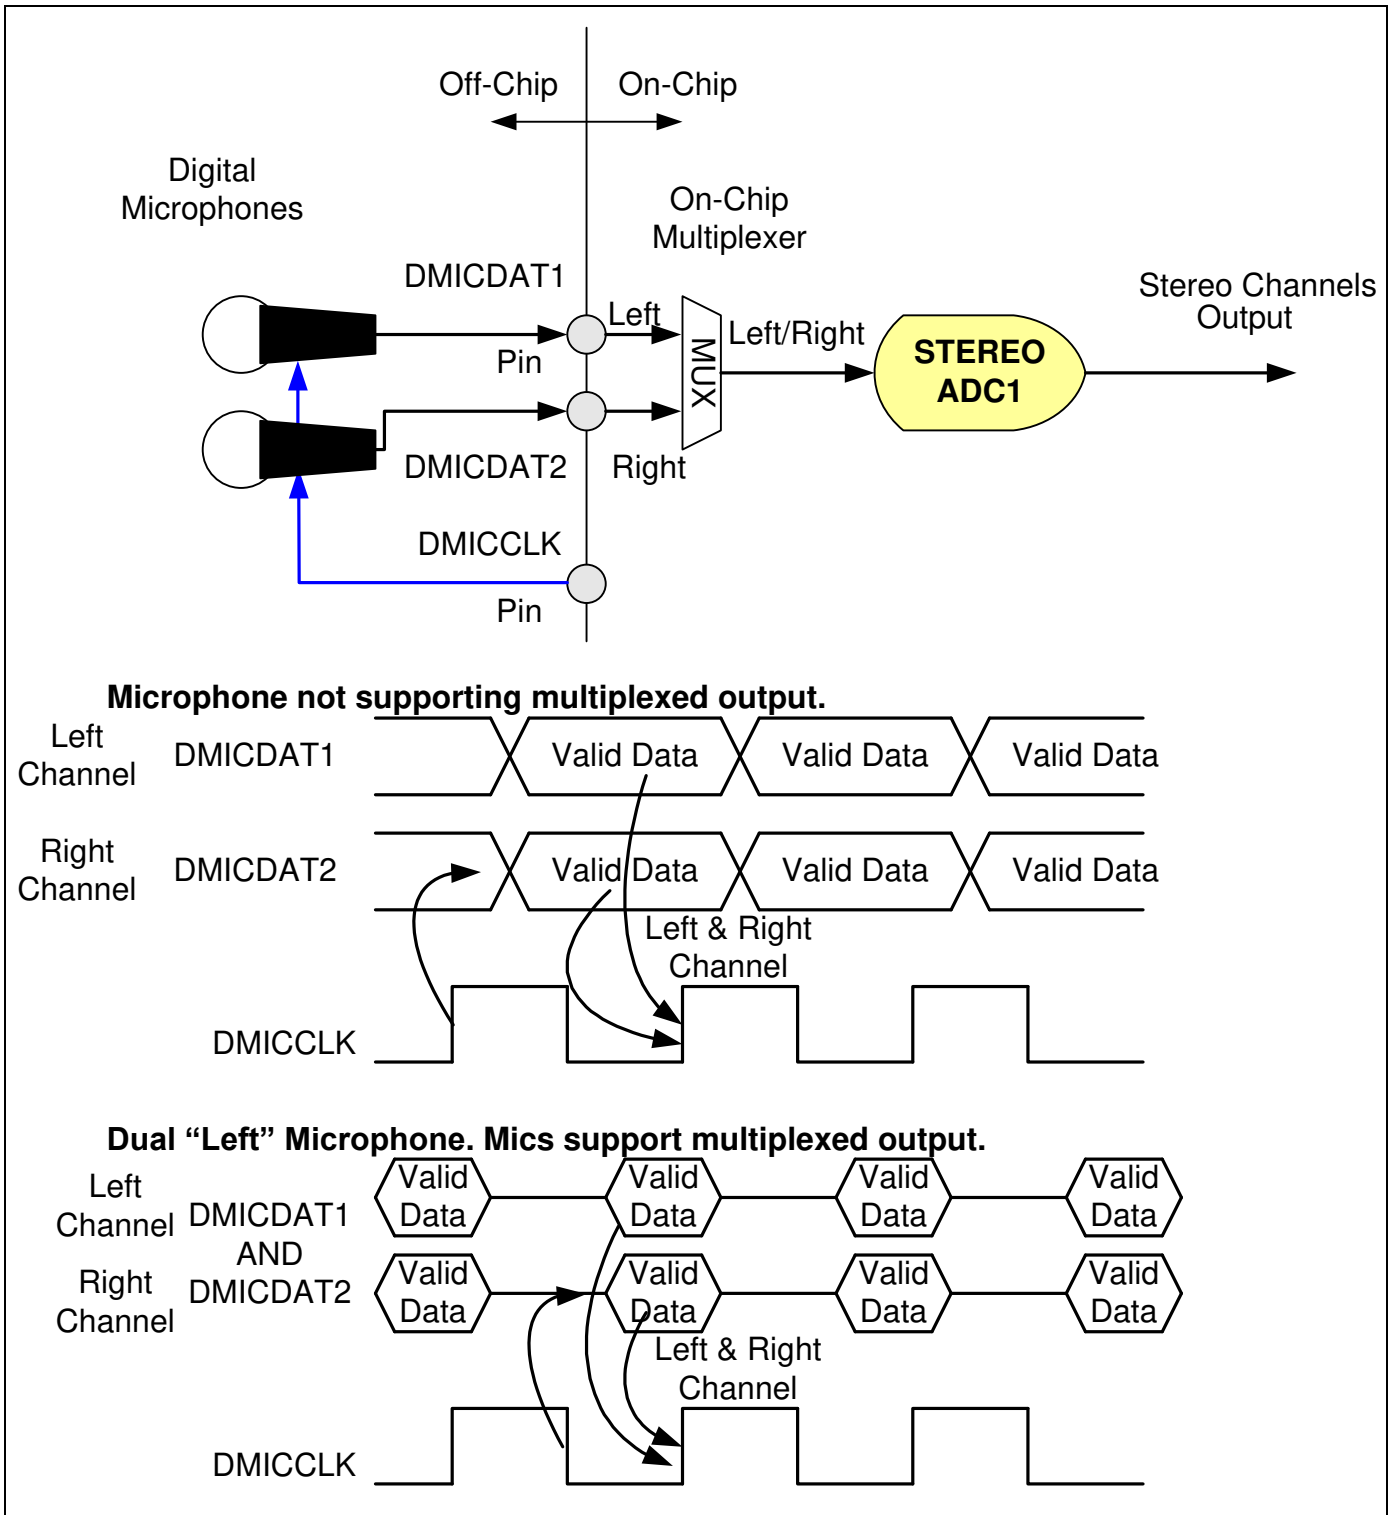 Off-Chip
On-Chip
Digital
Microphones
On-Chip
Multiplexer
DMICDAT1
Stereo Channels
Output
Left
Left/Right
Pin
MUX
STEREO
ADC1
DMICDAT2
Right
DMICCLK
Pin
Microphone not supporting multiplexed output.
Left
Channel
DMICDAT1
Valid Data
Valid Data
Valid Data
Right
Channel
DMICDAT2
Valid Data
Valid Data
Valid Data
Left & Right
Channel
DMICCLK
Dual “Left” Microphone. Mics support multiplexed output.
Left
Channel
DMICDAT1
AND
DMICDAT2
Valid
Data
Valid
Data
Valid
Data
Valid
Data
Right
Channel
Valid
Data
Valid
Data
Valid
Data
Valid
Data
Left & Right
Channel
DMICCLK